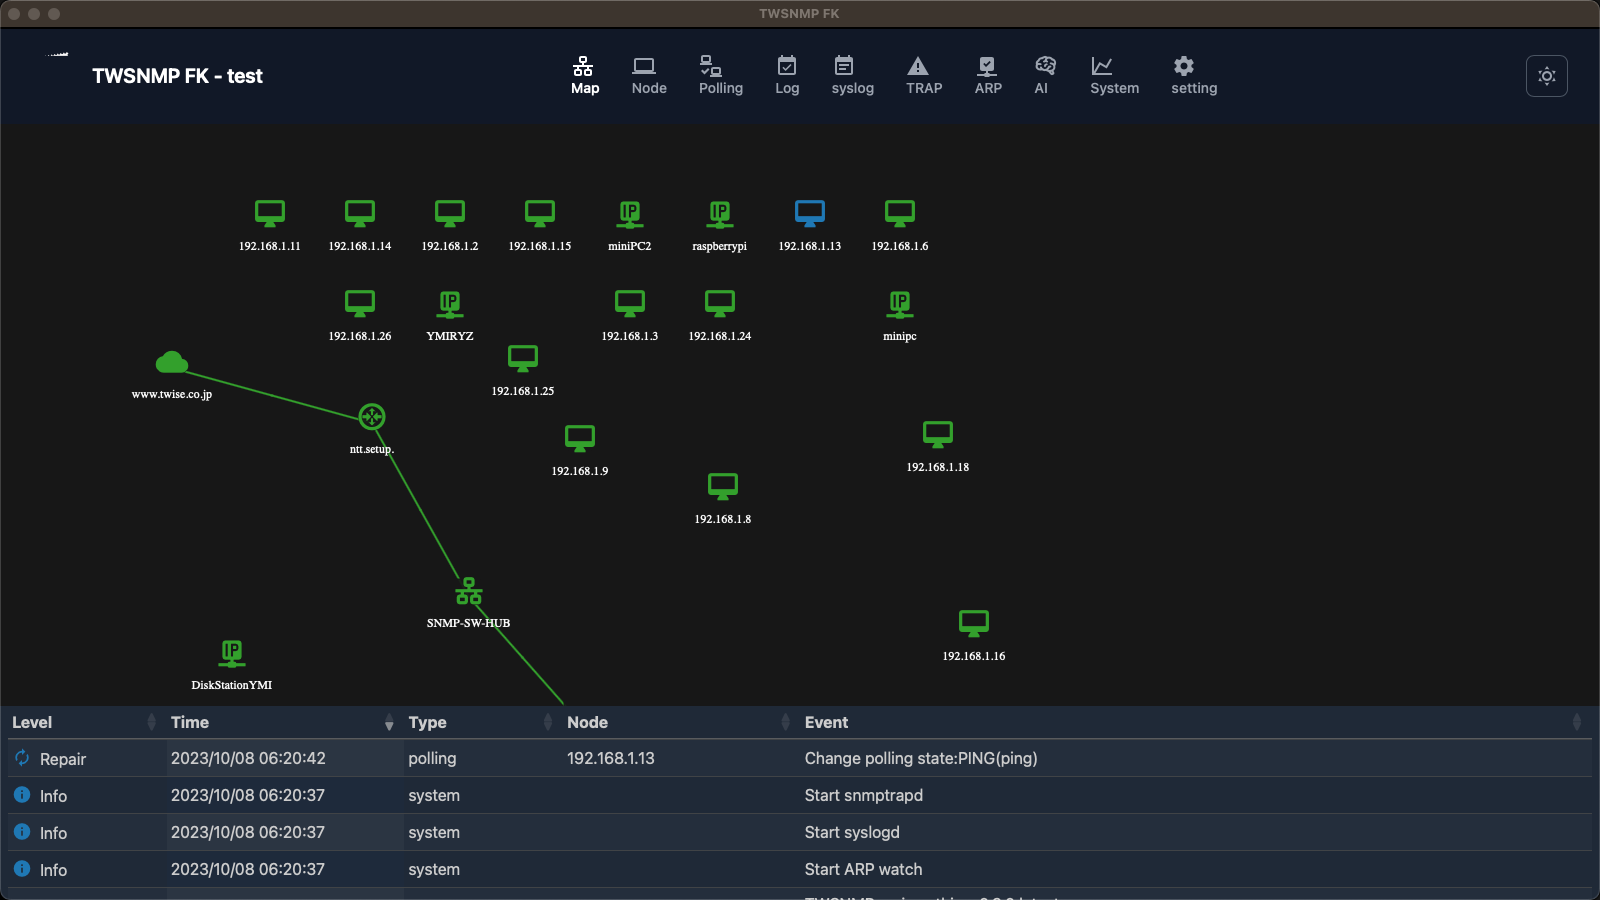 TWSNMP FK
TWSNMP FK - test
Map Node Polling Log syslog TRAP ARP AI System setting
192.168.1.11 192.168.1.14 192.168.1.2 192.168.1.15 miniPC2 raspberrypi 192.168.1.13 192.168.1.6
192.168.1.26 YMIRYZ 192.168.1.3 192.168.1.24 minipc
www.twise.co.jp 192.168.1.25
ntt.setup. 192.168.1.9 192.168.1.18
192.168.1.8
SNMP-SW-HUB
192.168.1.16
DiskStationYMI
Level Time Type Node Event
Repair 2023/10/08 06:20:42 polling 192.168.1.13 Change polling state:PING(ping)
Info 2023/10/08 06:20:37 system Start snmptrapd
Info 2023/10/08 06:20:37 system Start syslogd
Info 2023/10/08 06:20:37 system Start ARP watch